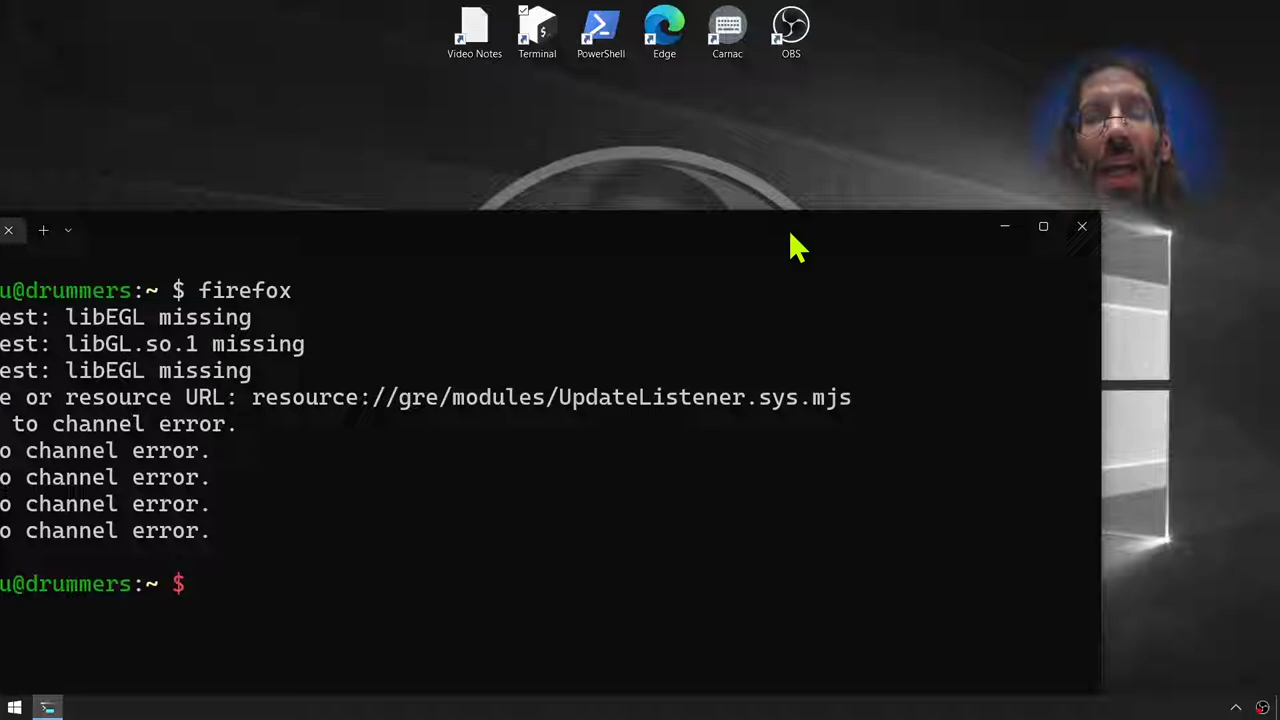 Video Notes
Terminal
PowerShell
Edge
Carnac
OBS
u@drummers:~ $ firefox
est: libEGL missing
est: libGL.so.1 missing
est: libEGL missing
e or resource URL: resource://gre/modules/UpdateListener.sys.mjs
to channel error.
o channel error.
o channel error.
o channel error.
o channel error.
u@drummers:~ $